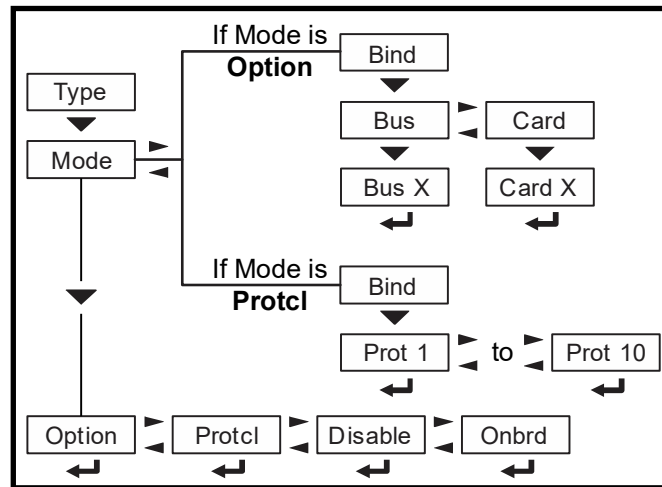 If Mode is
Option
Bind
Type
Bus
Card
Mode
Bus X
Card X
If Mode is
Protcl
Bind
Prot 1
to
Prot 10
Option
Protcl
Disable
Onbrd